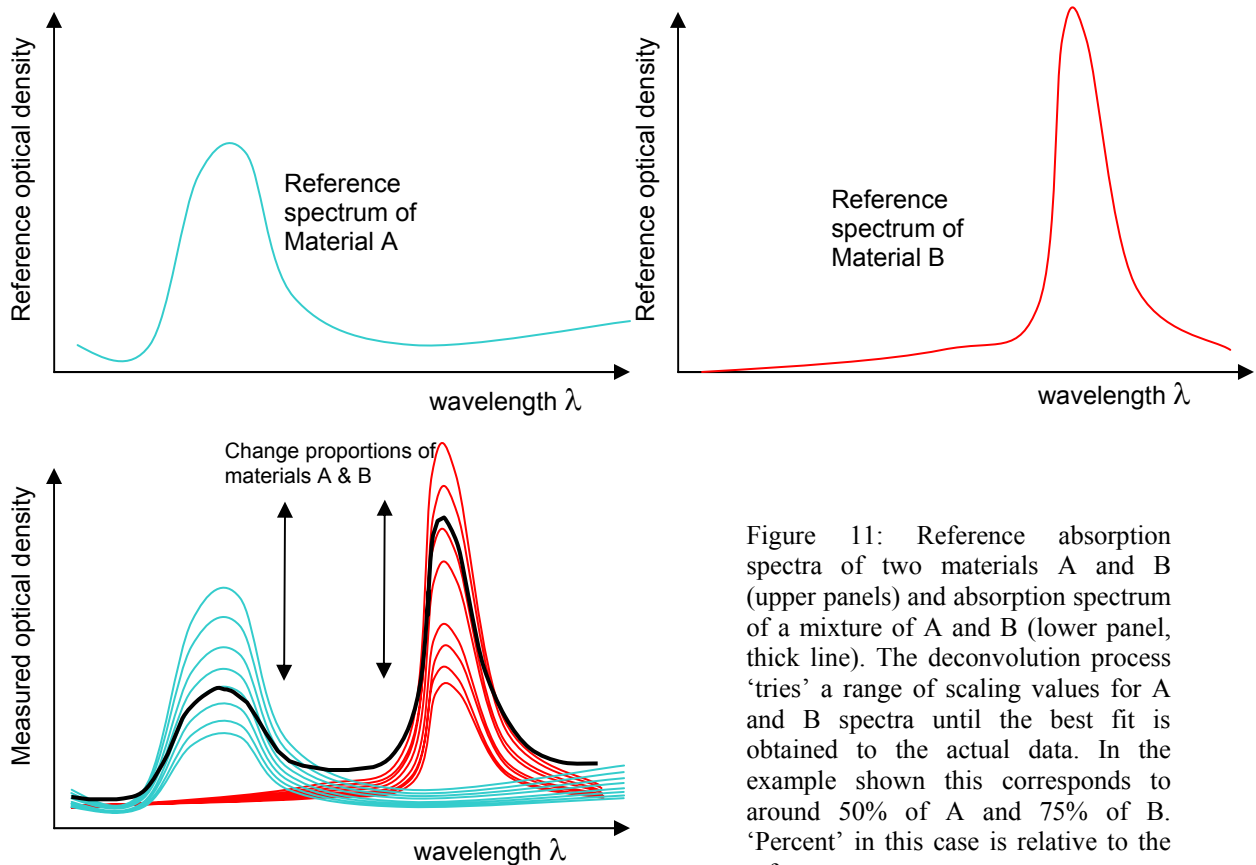 Reference optical density
Reference
spectrum of
Material A
wavelength λ
Reference optical density
Reference
spectrum of
Material B
wavelength λ
Change proportions of
materials A & B
Measured optical density
wavelength λ
Figure 11: Reference absorption
spectra of two materials A and B
(upper panels) and absorption spectrum
of a mixture of A and B (lower panel,
thick line). The deconvolution process
‘tries’ a range of scaling values for A
and B spectra until the best fit is
obtained to the actual data. In the
example shown this corresponds to
around 50% of A and 75% of B.
‘Percent’ in this case is relative to the